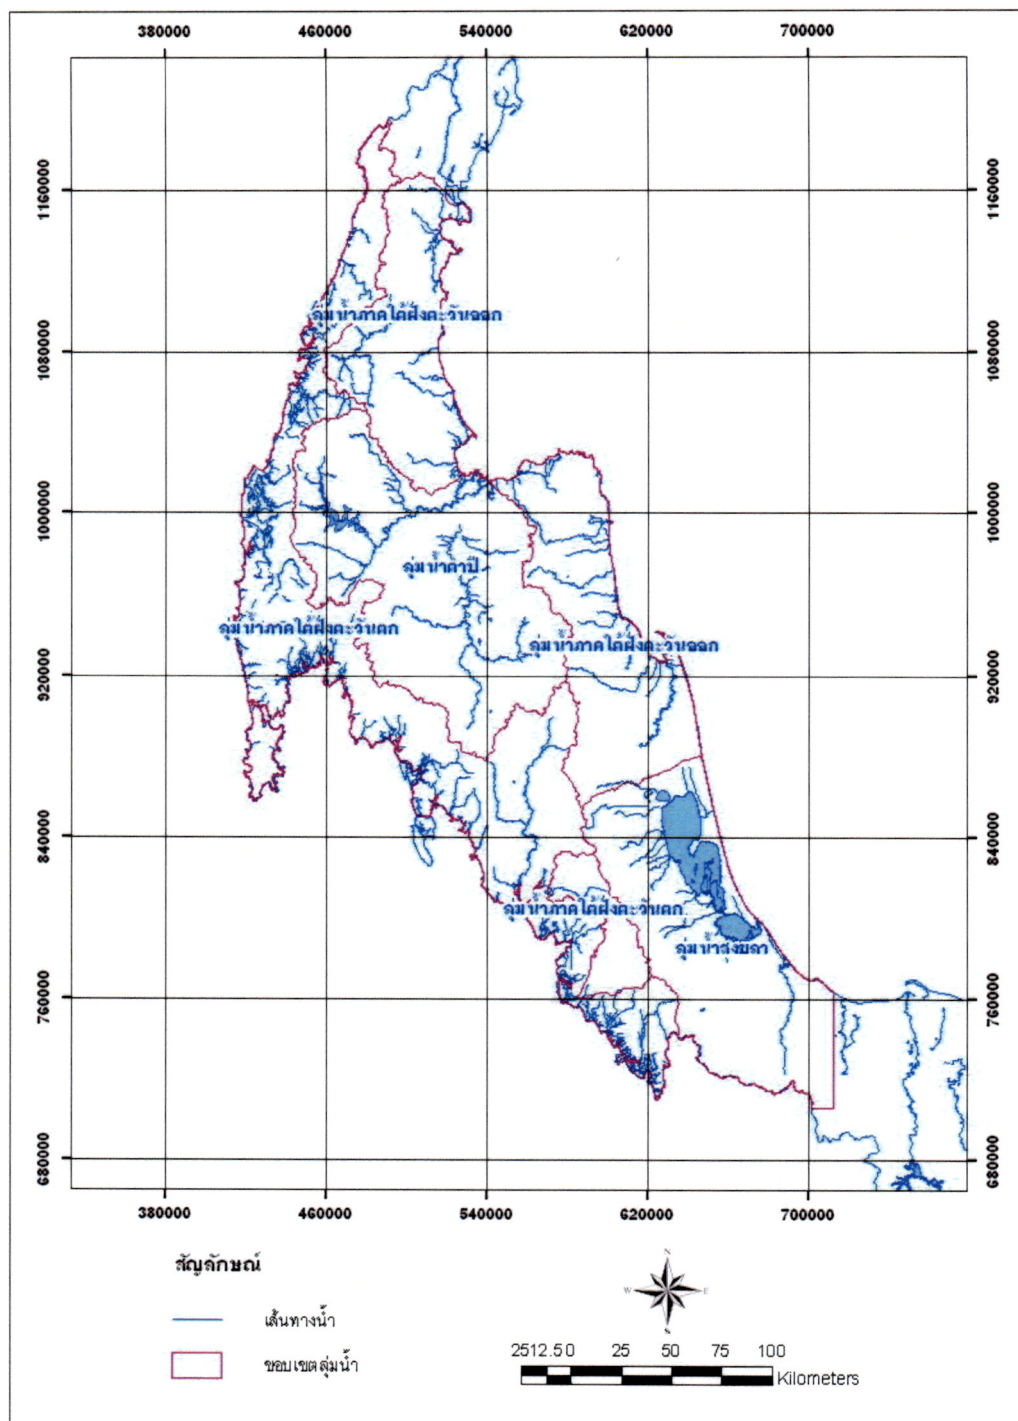 380000 460000 540000 620000 700000
1160000 1160000
ลุ่มน้ำภาคใต้ฝั่งตะวันออก
1080000 1080000
1000000 1000000
ลุ่มน้ำตาปี
ลุ่มน้ำภาคใต้ฝั่งตะวันตก
ลุ่มน้ำภาคใต้ฝั่งตะวันออก
920000 920000
840000 840000
ลุ่มน้ำภาคใต้ฝั่งตะวันตก
ลุ่มน้ำสงขลา
760000 760000
680000 680000
380000 460000 540000 620000 700000
สัญลักษณ์
N
W E
S
เส้นทางน้ำ
ขอบเขตลุ่มน้ำ
2512.50 25 50 75 100
Kilometers